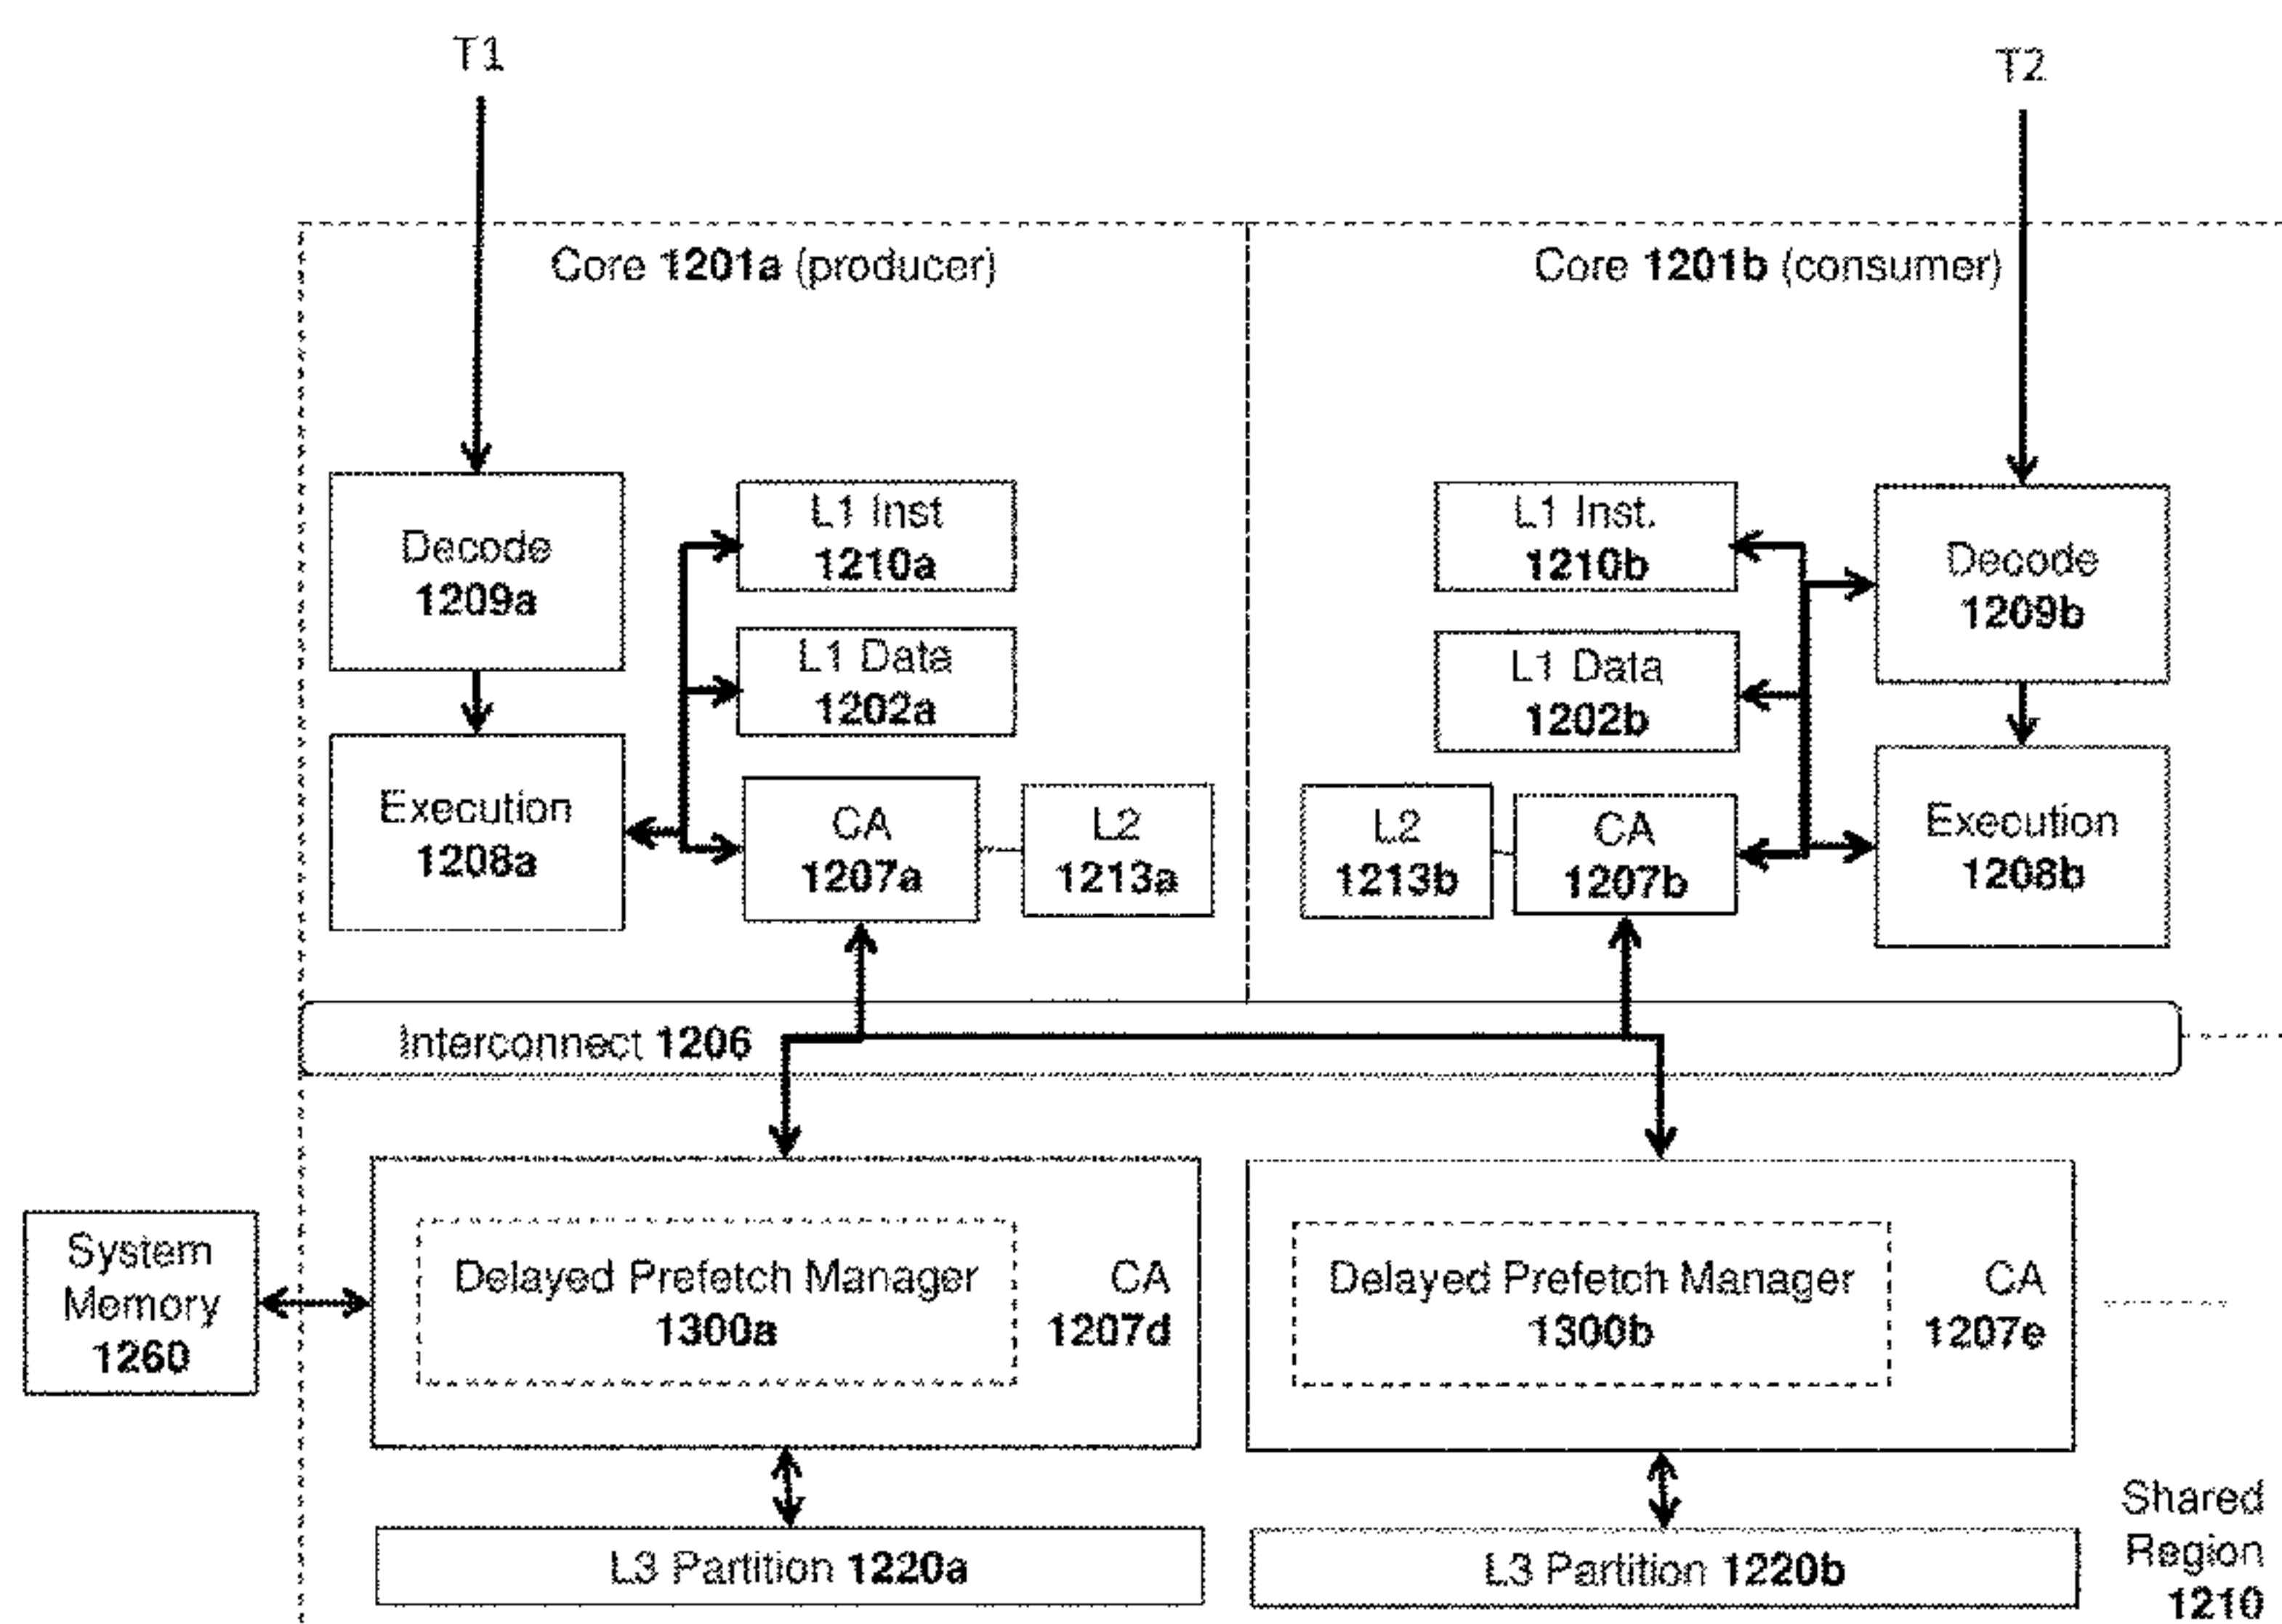 T1
T2
Core 1201a (producer)
Core 1201b (consumer)
Decode
1209a
L1 Inst
1210a
L1 Data
1202a
Execution
1208a
CA
1207a
L2
1213a
L1 Inst.
1210b
Decode
1209b
L1 Data
1202b
L2
1213b
CA
1207b
Execution
1208b
Interconnect 1206
System
Memory
1260
Delayed Prefetch Manager
1300a
CA
1207d
Delayed Prefetch Manager
1300b
CA
1207e
L3 Partition 1220a
L3 Partition 1220b
Shared
Region
1210